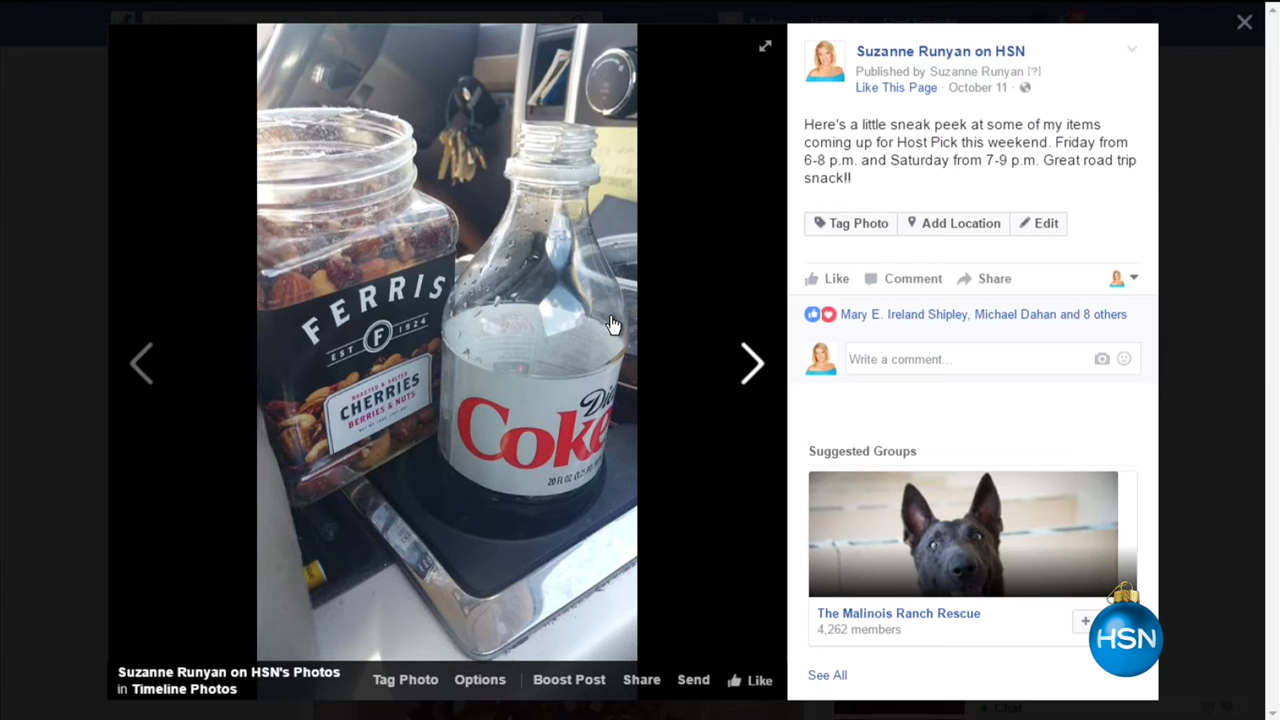 FERRIS
EST F 1924
ROASTED & SALTED
CHERRIES
BERRIES & NUTS
Die
Coke
20 FL OZ
Suzanne Runyan on HSN's Photos
in Timeline Photos
Tag Photo Options Boost Post Share Send Like
Suzanne Runyan on HSN
Published by Suzanne Runyan [?]
Like This Page · October 11 ·
Here's a little sneak peek at some of my items
coming up for Host Pick this weekend. Friday from
6-8 p.m. and Saturday from 7-9 p.m. Great road trip
snack!!
Tag Photo Add Location Edit
Like Comment Share
Mary E. Ireland Shipley, Michael Dahan and 8 others
Write a comment...
Suggested Groups
The Malinois Ranch Rescue
4,262 members
+
HSN
See All
Chat